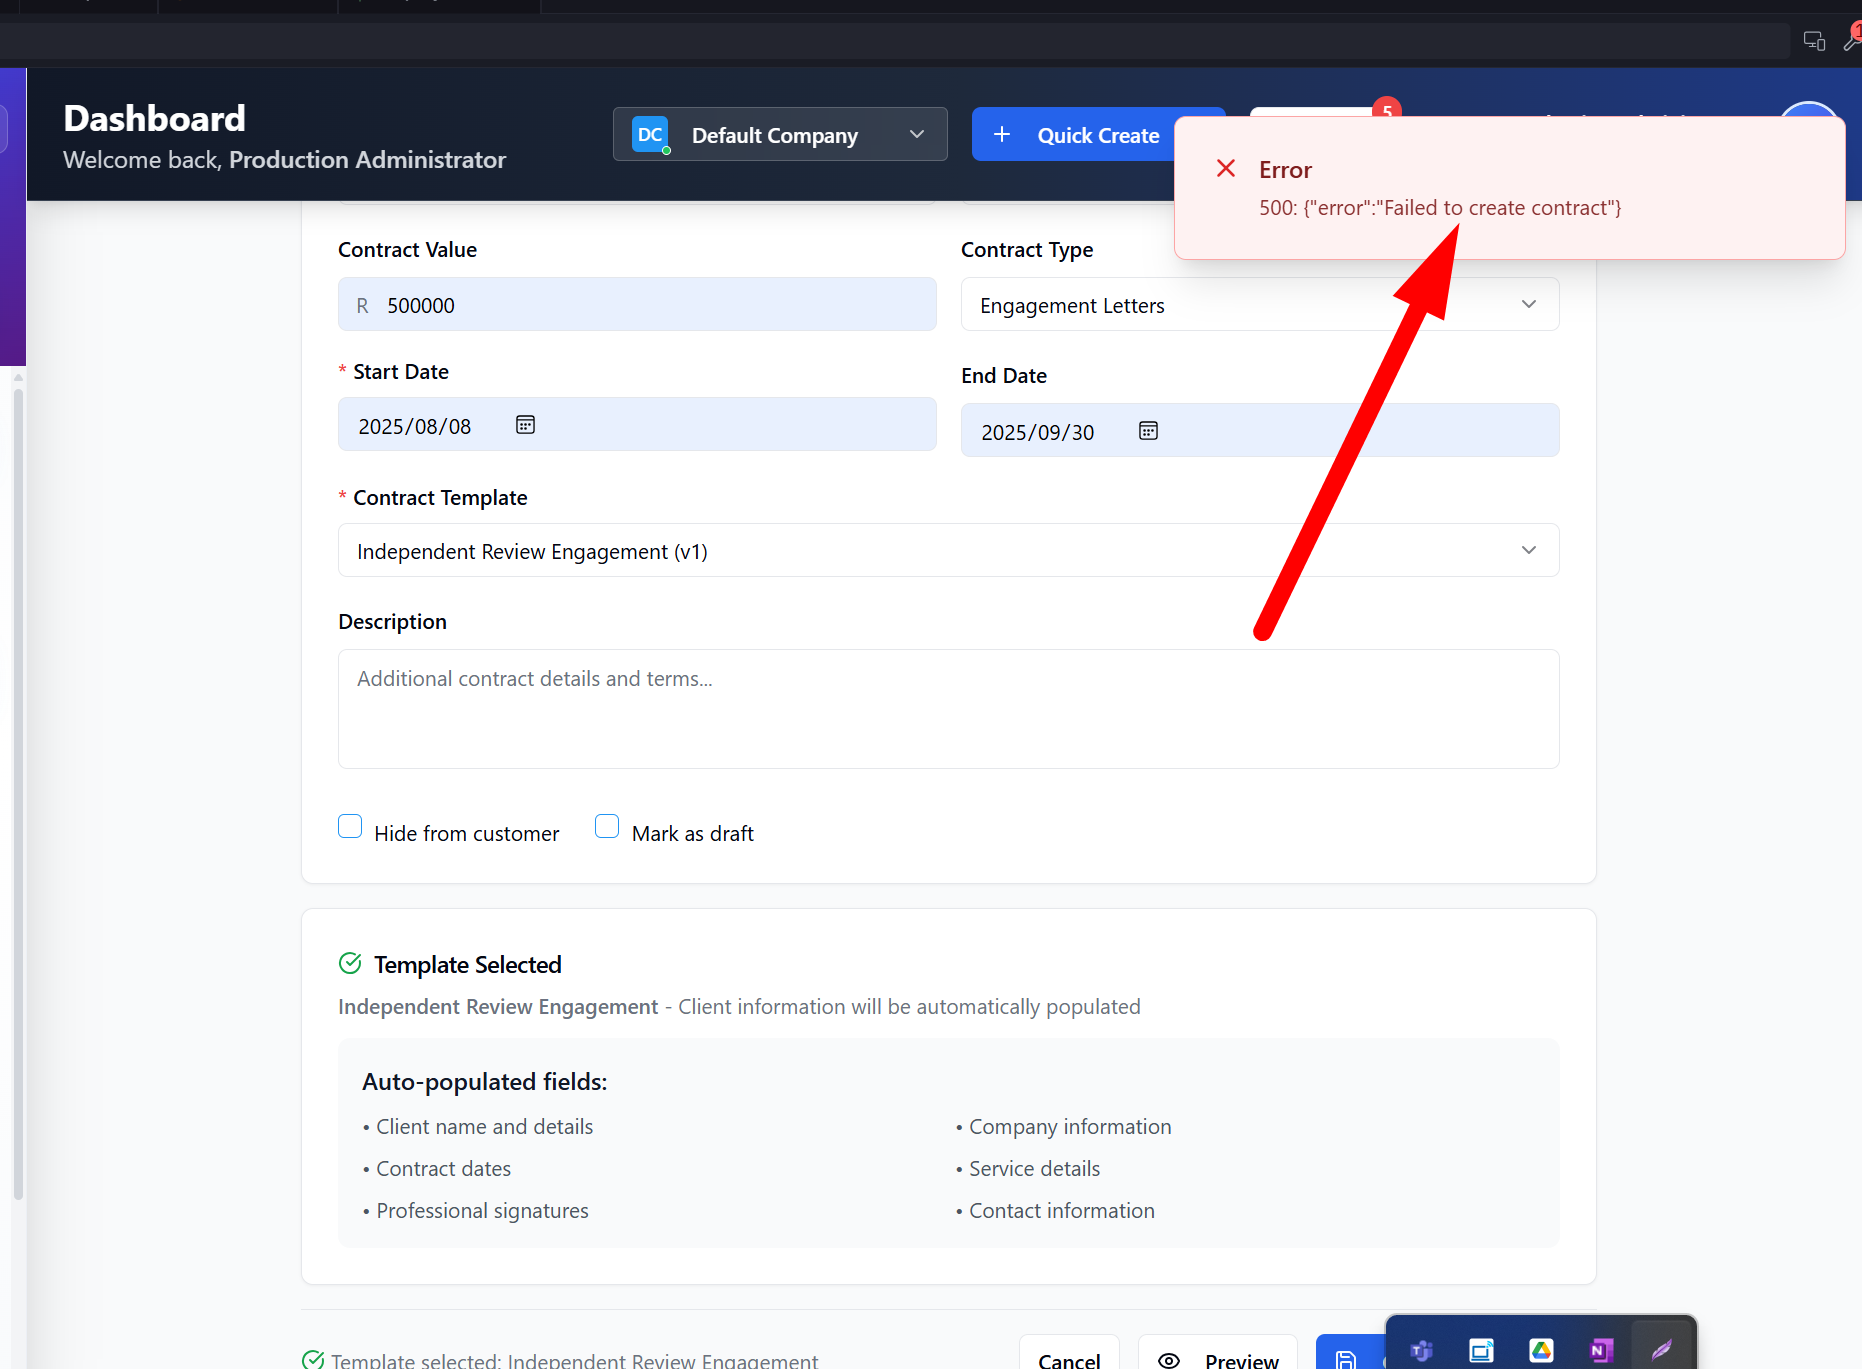 Dashboard
Welcome back, Production Administrator
DC
Default Company
Quick Create
5
Error
500: {"error":"Failed to create contract"}
Contract Value
Contract Type
R 500000
Engagement Letters
* Start Date
End Date
2025/08/08
2025/09/30
* Contract Template
Independent Review Engagement (v1)
Description
Additional contract details and terms...
Hide from customer
Mark as draft
Template Selected
Independent Review Engagement - Client information will be automatically populated
Auto-populated fields:
• Client name and details
• Company information
• Contract dates
• Service details
• Professional signatures
• Contact information
Template selected: Independent Review Engagement
Cancel
Preview